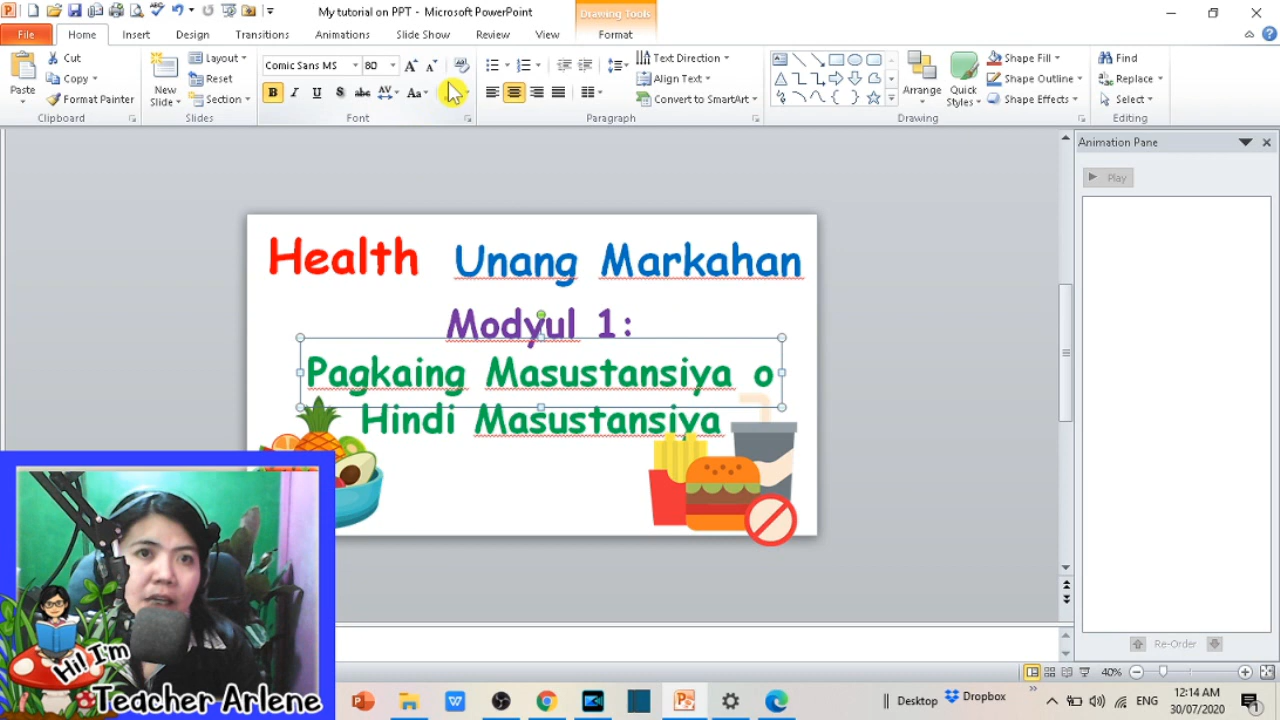 My tutorial on PPT - Microsoft PowerPoint
Drawing Tools
File Home Insert Design Transitions Animations Slide Show Review View Format
Paste
Cut
Copy
Format Painter
Clipboard
New Slide
Layout
Reset
Section
Slides
Comic Sans MS 80
B I U S abc AV Aa
Font
Text Direction
Align Text
Convert to SmartArt
Paragraph
Arrange
Quick Styles
Shape Fill
Shape Outline
Shape Effects
Drawing
Find
Replace
Select
Editing
Animation Pane
Play
Health Unang Markahan
Modyul 1:
Pagkaing Masustansiya o
Hindi Masustansiya
Hi! I'm
Teacher Arlene
Re-Order
40%
Desktop Dropbox
ENG
12:14 AM
30/07/2020